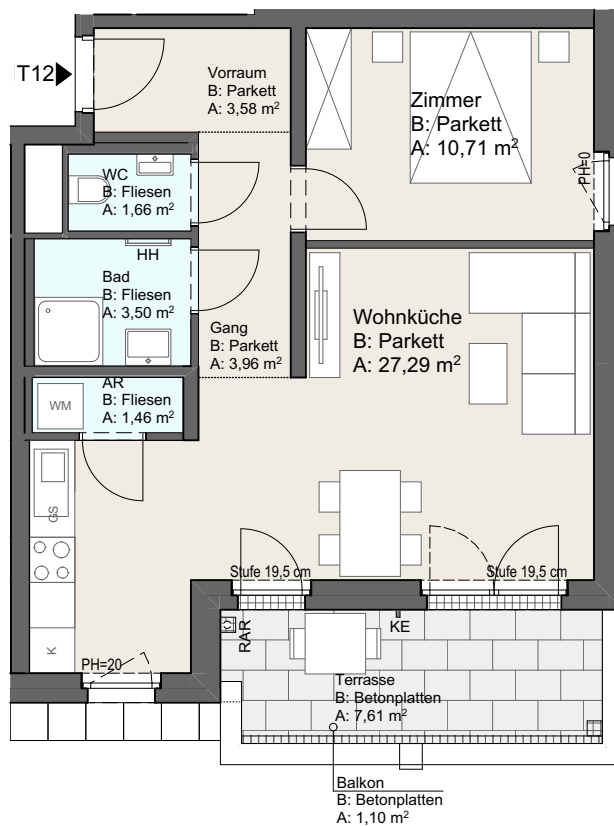 Vorraum
B: Parkett
A: 3,58 m²
T12
Zimmer
B: Parkett
A: 10,71 m²
PH=0
WC
B: Fliesen
A: 1,66 m²
HH
Bad
B: Fliesen
A: 3,50 m²
Gang
B: Parkett
A: 3,96 m²
Wohnküche
B: Parkett
A: 27,29 m²
AR
B: Fliesen
A: 1,46 m²
WM
GS
K
Stufe 19,5 cm
Stufe 19,5 cm
PH=20
RAR
KE
Terrasse
B: Betonplatten
A: 7,61 m²
Balkon
B: Betonplatten
A: 1,10 m²